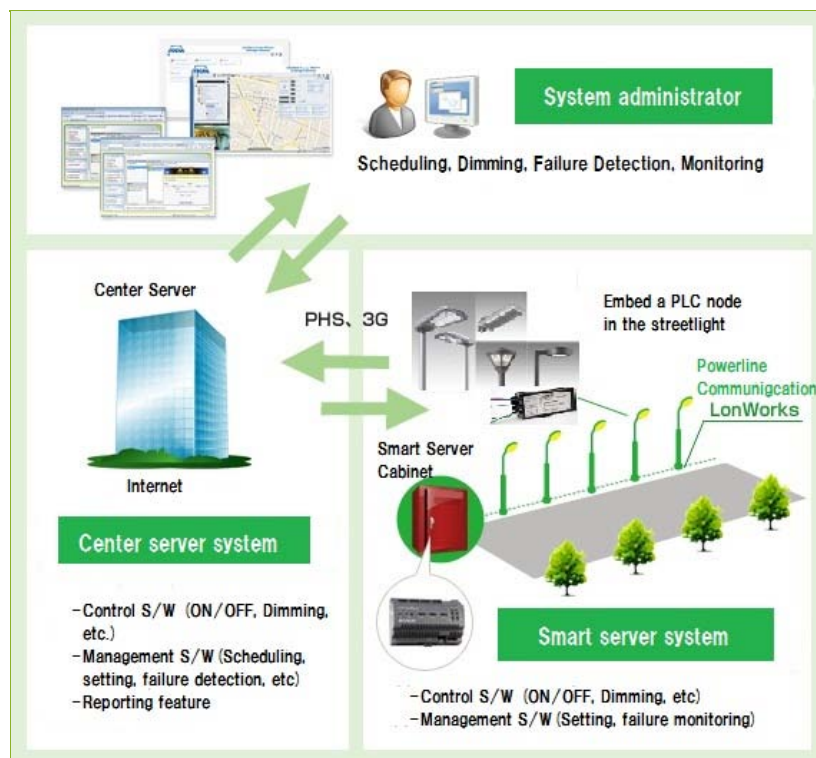 System administrator
Scheduling, Dimming, Failure Detection, Monitoring
Center Server
PHS、3G
Internet
Center server system
-Control S/W (ON/OFF, Dimming,
etc.)
-Management S/W (Scheduling,
setting, failure detection, etc)
-Reporting feature
Embed a PLC node
in the streetlight
Powerline
Communigcation
LonWorks
Smart Server
Cabinet
Smart server system
-Control S/W (ON/OFF, Dimming, etc)
-Management S/W (Setting, failure monitoring)